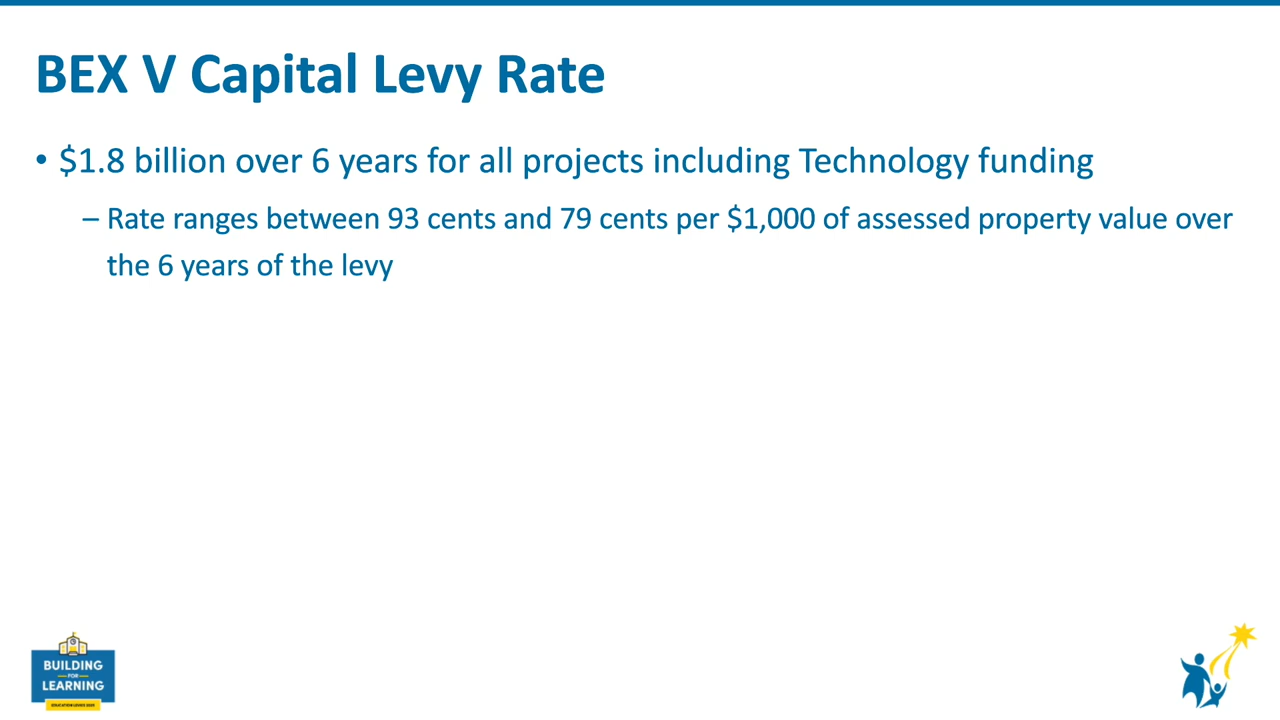 BEX V Capital Levy Rate
• $1.8 billion over 6 years for all projects including Technology funding
– Rate ranges between 93 cents and 79 cents per $1,000 of assessed property value over
the 6 years of the levy
BUILDING
FOR
LEARNING